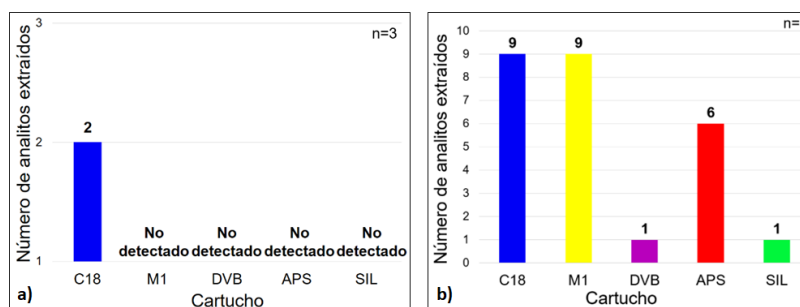 3
2
1
Número de analitos extraídos
n=3
2
No detectado
No detectado
No detectado
No detectado
C18 M1 DVB APS SIL
Cartucho
a)
10
9
8
7
6
5
4
3
2
1
0
Número de analitos extraídos
n=
9
9
1
6
1
C18 M1 DVB APS SIL
Cartucho
b)